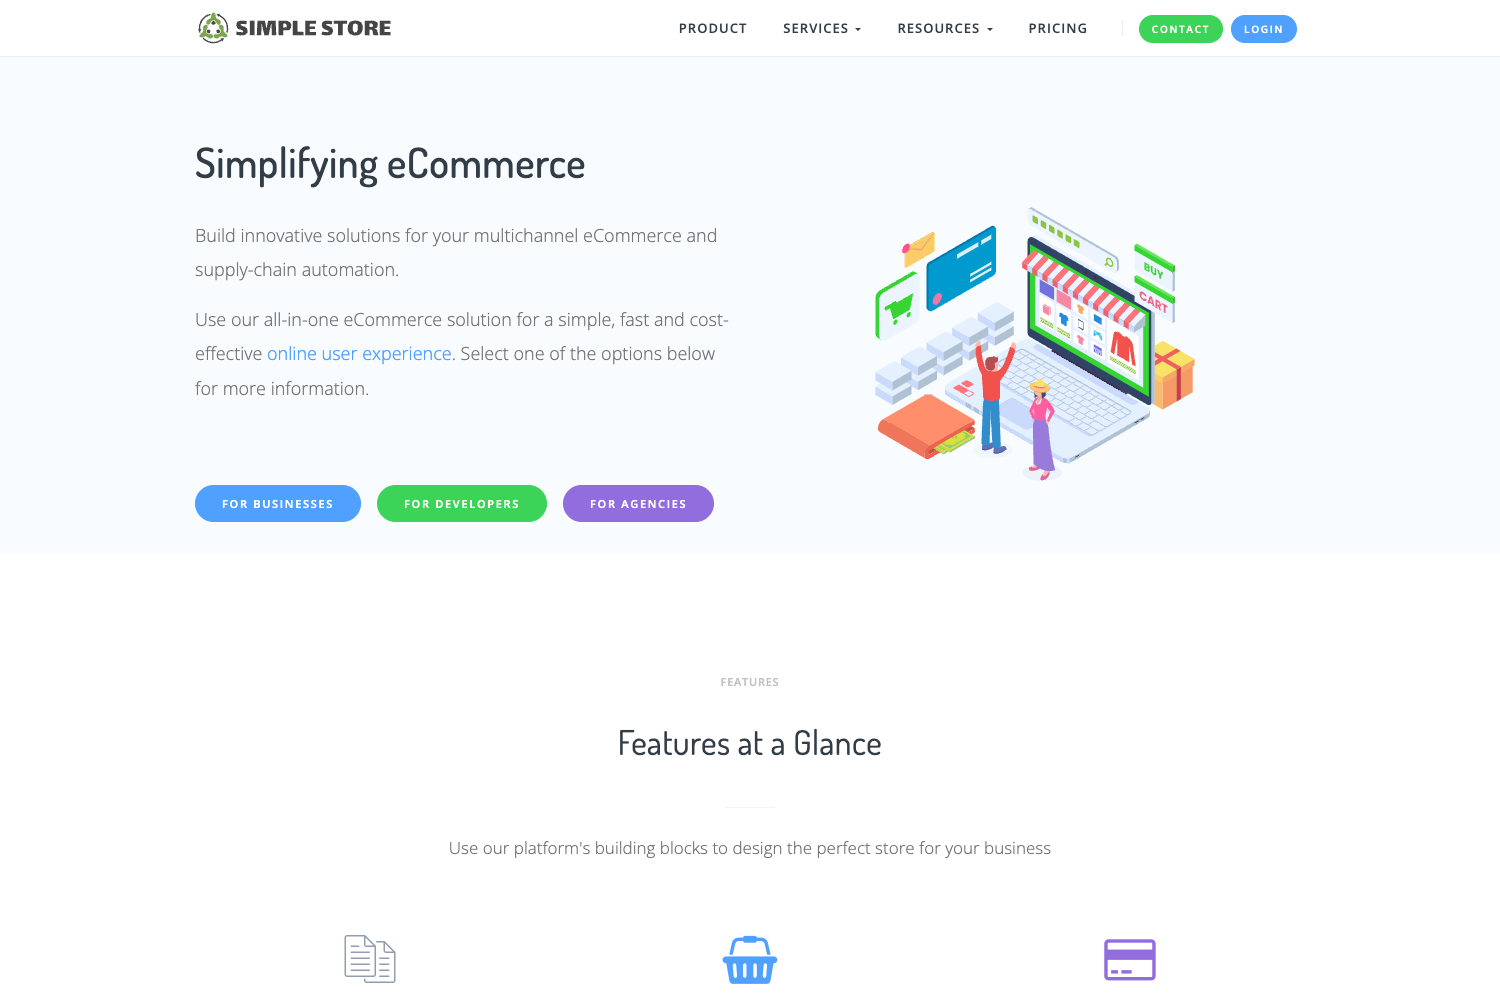 SIMPLE STORE
PRODUCT
SERVICES
RESOURCES
PRICING
CONTACT
LOGIN
Simplifying eCommerce
Build innovative solutions for your multichannel eCommerce and
supply-chain automation.
Use our all-in-one eCommerce solution for a simple, fast and cost-
effective online user experience. Select one of the options below
for more information.
BUY
CART
FOR BUSINESSES
FOR DEVELOPERS
FOR AGENCIES
FEATURES
Features at a Glance
Use our platform's building blocks to design the perfect store for your business